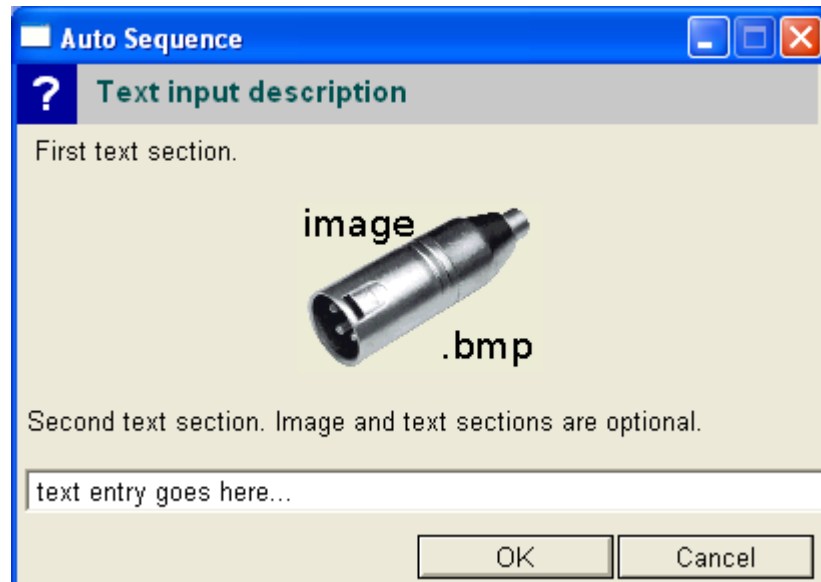 Auto Sequence
? Text input description
First text section.
image
.bmp
Second text section. Image and text sections are optional.
text entry goes here...
OK Cancel